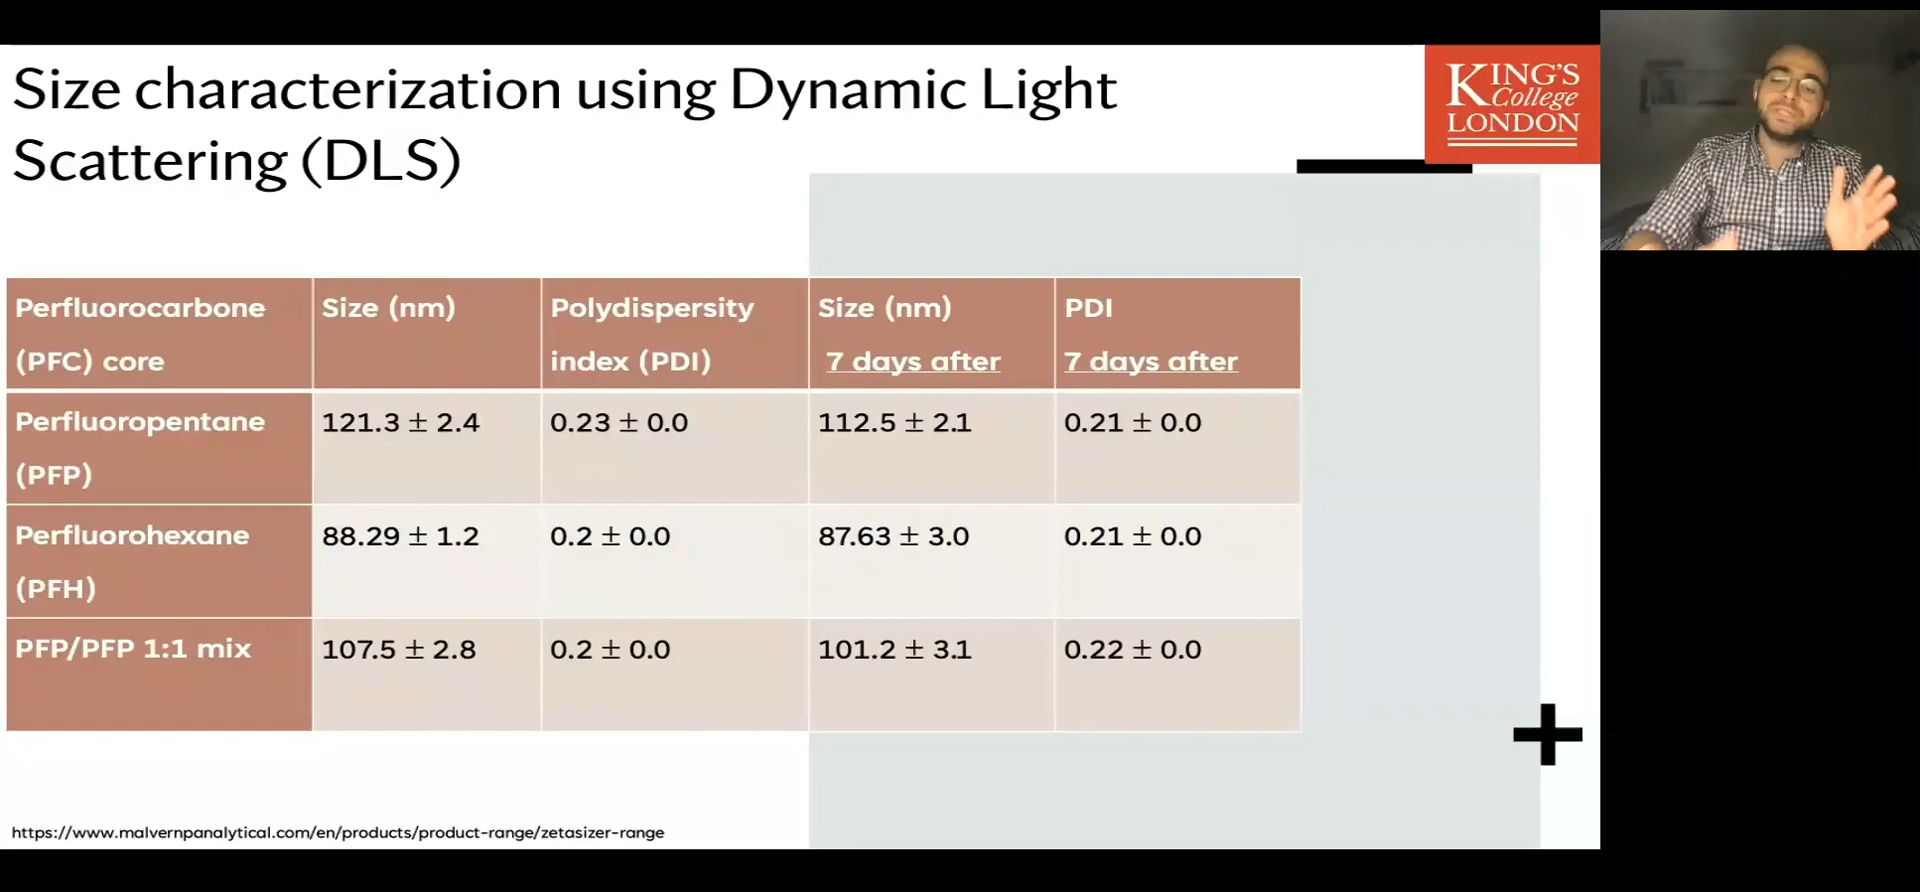 Size characterization using Dynamic Light
Scattering (DLS)
KING'S
College
LONDON
Perfluorocarbone
(PFC) core
Size (nm)
Polydispersity
index (PDI)
Size (nm)
7 days after
PDI
7 days after
Perfluoropentane
(PFP)
121.3 ± 2.4
0.23 ± 0.0
112.5 ± 2.1
0.21 ± 0.0
Perfluorohexane
(PFH)
88.29 ± 1.2
0.2 ± 0.0
87.63 ± 3.0
0.21 ± 0.0
PFP/PFP 1:1 mix
107.5 ± 2.8
0.2 ± 0.0
101.2 ± 3.1
0.22 ± 0.0
https://www.malvernpanalytical.com/en/products/product-range/zetasizer-range